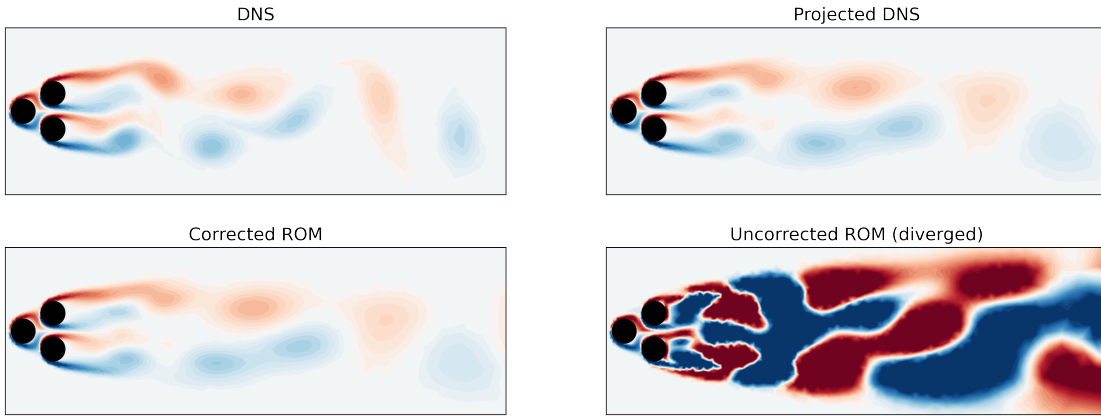 DNS
Projected DNS
Corrected ROM
Uncorrected ROM (diverged)